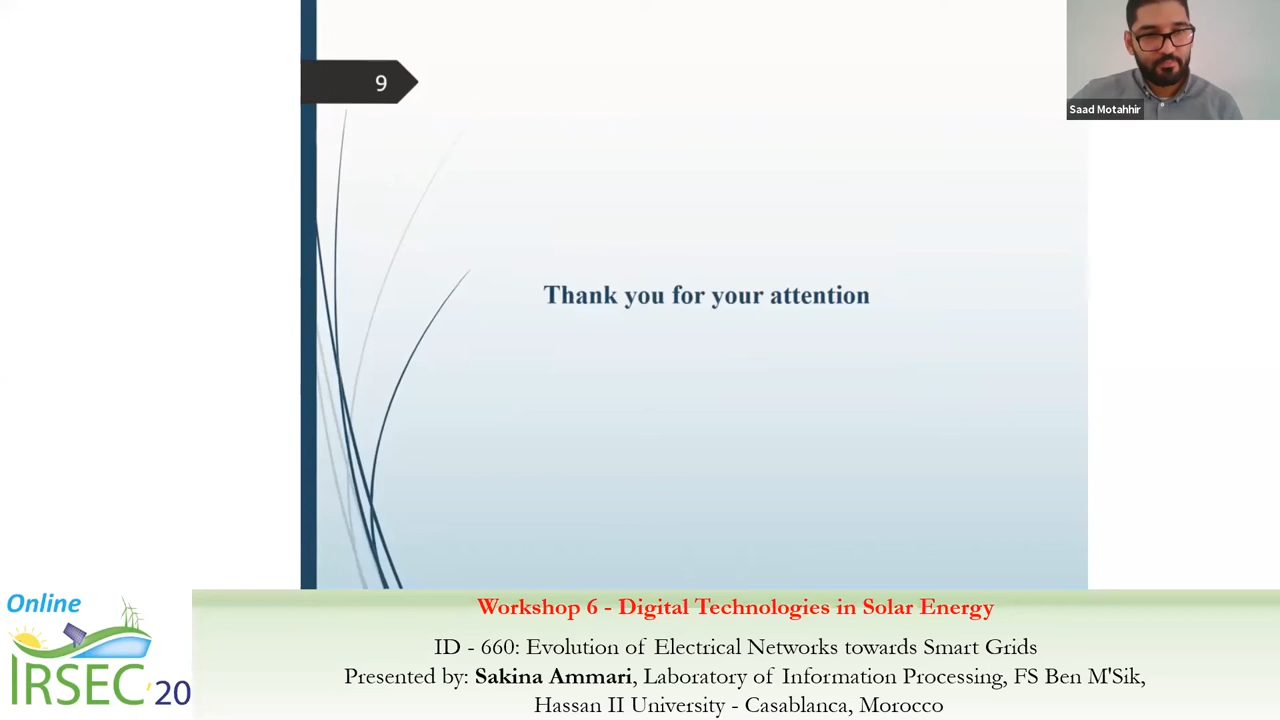 9
Saad Motahhir
Thank you for your attention
Online
IRSEC'20
Workshop 6 - Digital Technologies in Solar Energy
ID - 660: Evolution of Electrical Networks towards Smart Grids
Presented by: Sakina Ammari, Laboratory of Information Processing, FS Ben M'Sik,
Hassan II University - Casablanca, Morocco